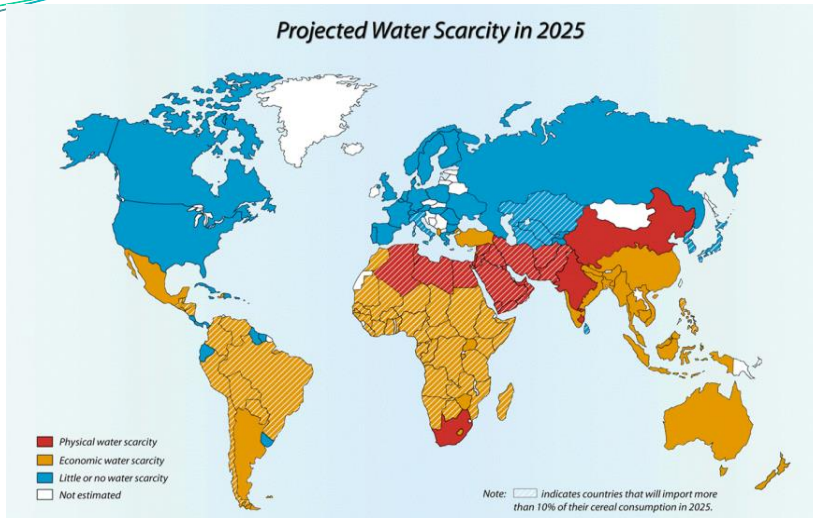 Projected Water Scarcity in 2025
Physical water scarcity
Economic water scarcity
Little or no water scarcity
Not estimated
Note: indicates countries that will import more
than 10% of their cereal consumption in 2025.